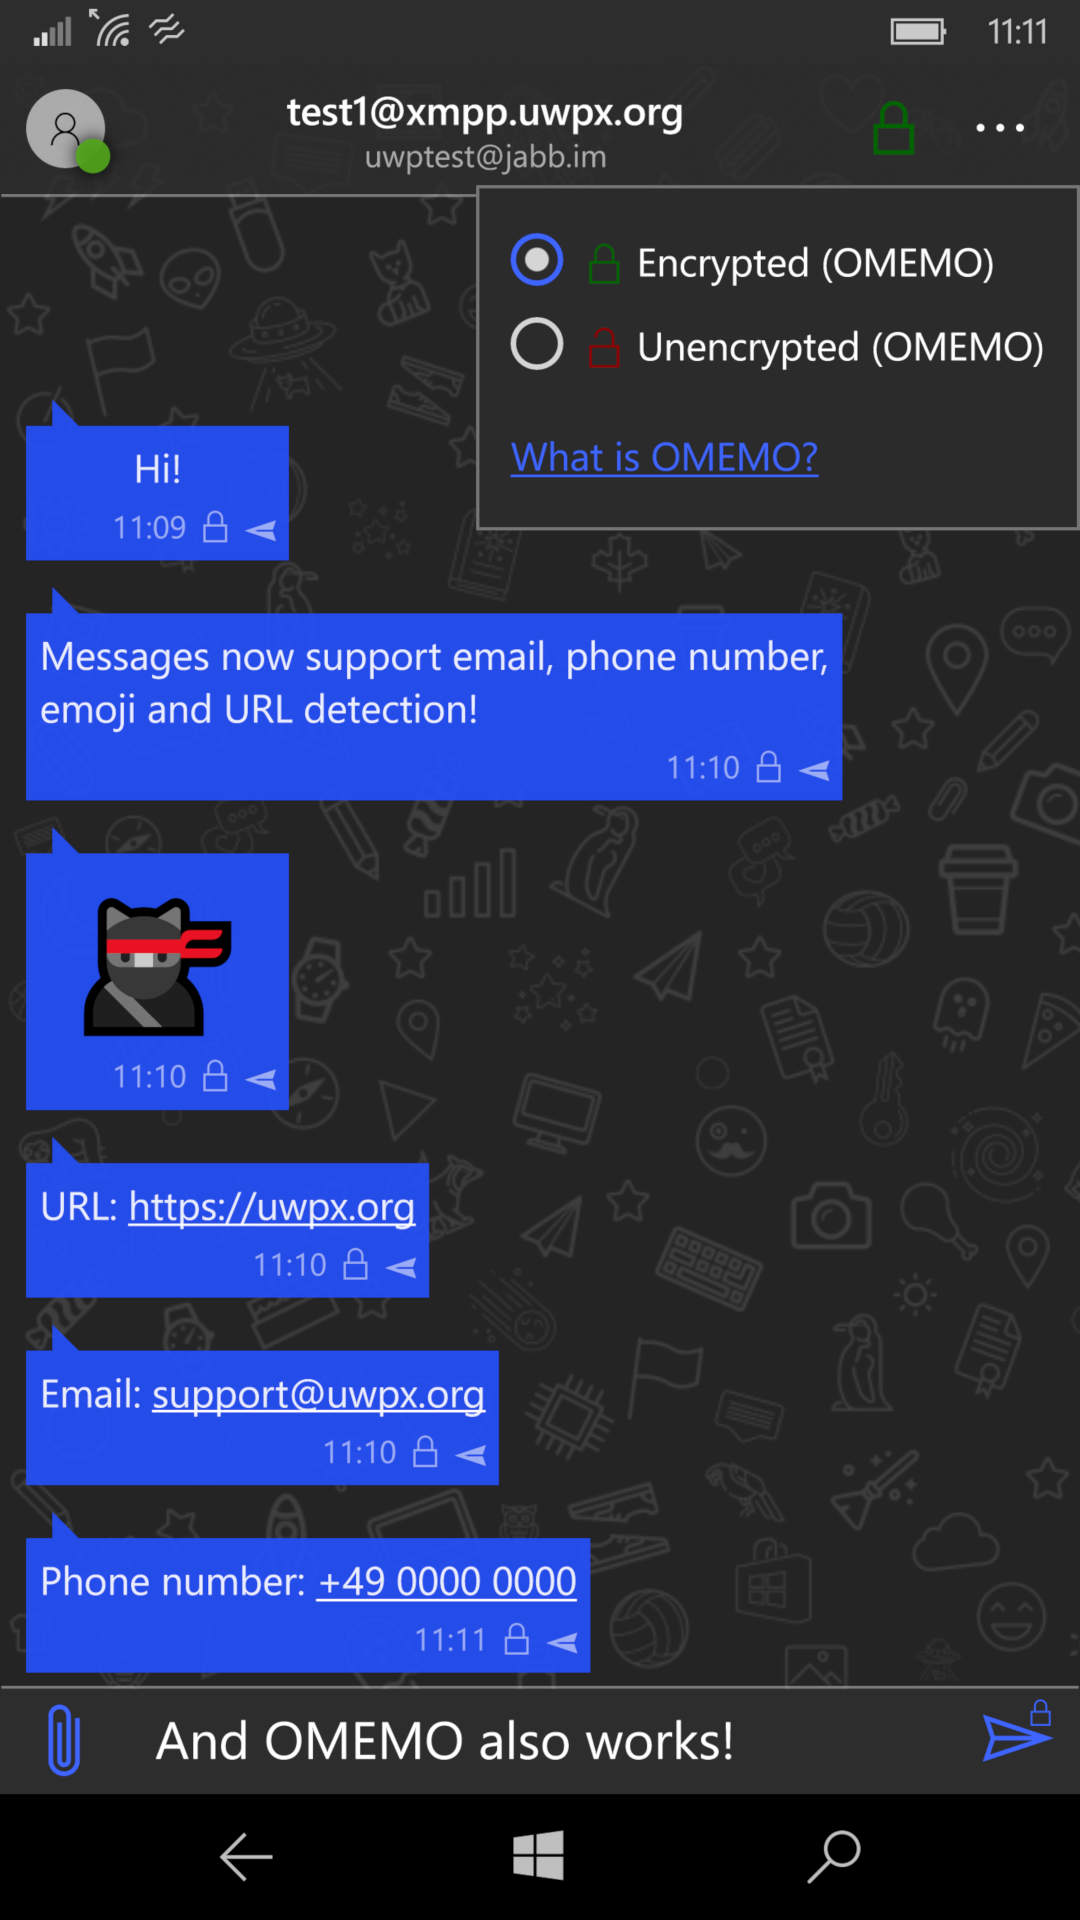 11:11
test1@xmpp.uwpx.org
uwptest@jabb.im
Encrypted (OMEMO)
Unencrypted (OMEMO)
What is OMEMO?
Hi!
11:09
Messages now support email, phone number,
emoji and URL detection!
11:10
11:10
URL: https://uwpx.org
11:10
Email: support@uwpx.org
11:10
Phone number: +49 0000 0000
11:11
And OMEMO also works!